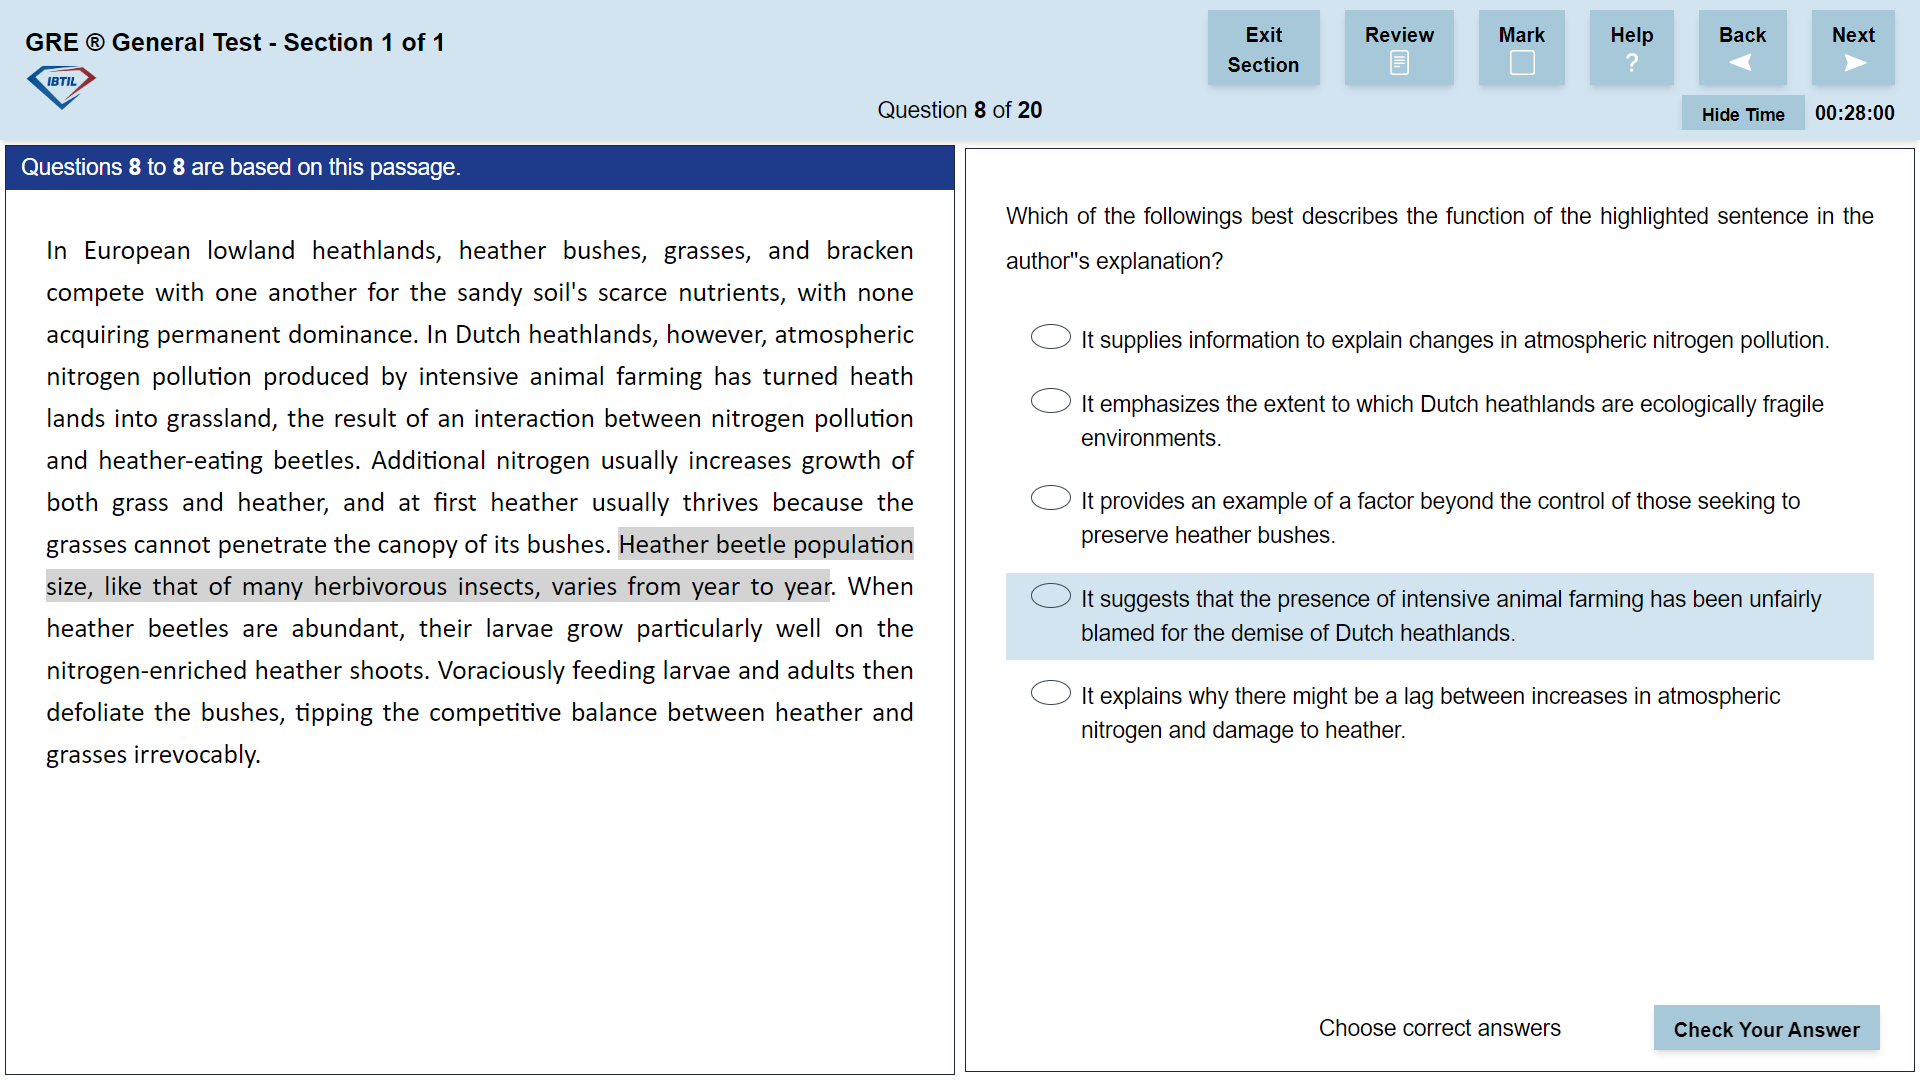 GRE ® General Test - Section 1 of 1
IBTIL
Exit
Section
Review
Mark
Help
?
Back
Next
Question 8 of 20
Hide Time
00:28:00
Questions 8 to 8 are based on this passage.
In European lowland heathlands, heather bushes, grasses, and bracken
compete with one another for the sandy soil's scarce nutrients, with none
acquiring permanent dominance. In Dutch heathlands, however, atmospheric
nitrogen pollution produced by intensive animal farming has turned heath
lands into grassland, the result of an interaction between nitrogen pollution
and heather-eating beetles. Additional nitrogen usually increases growth of
both grass and heather, and at first heather usually thrives because the
grasses cannot penetrate the canopy of its bushes. Heather beetle population
size, like that of many herbivorous insects, varies from year to year. When
heather beetles are abundant, their larvae grow particularly well on the
nitrogen-enriched heather shoots. Voraciously feeding larvae and adults then
defoliate the bushes, tipping the competitive balance between heather and
grasses irrevocably.
Which of the followings best describes the function of the highlighted sentence in the
author"s explanation?
It supplies information to explain changes in atmospheric nitrogen pollution.
It emphasizes the extent to which Dutch heathlands are ecologically fragile
environments.
It provides an example of a factor beyond the control of those seeking to
preserve heather bushes.
It suggests that the presence of intensive animal farming has been unfairly
blamed for the demise of Dutch heathlands.
It explains why there might be a lag between increases in atmospheric
nitrogen and damage to heather.
Choose correct answers
Check Your Answer